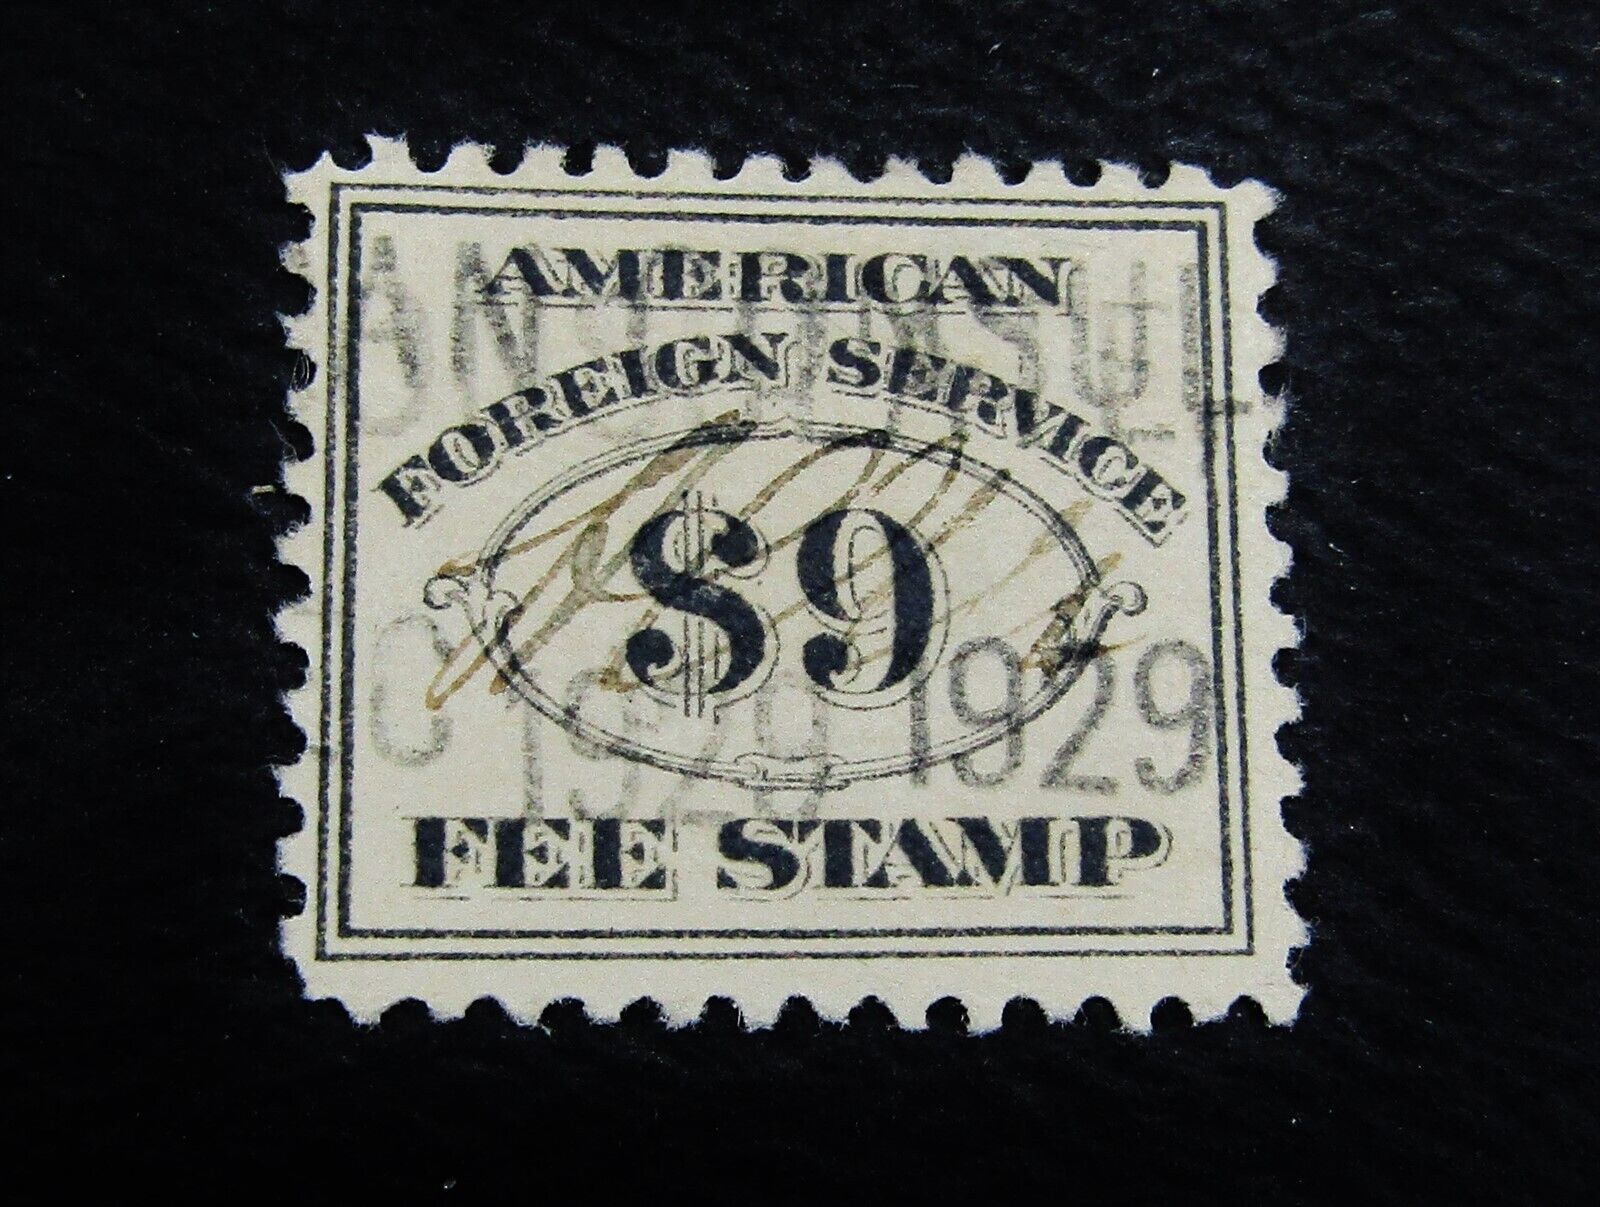 AMERICAN
FOREIGN SERVICE
$9
1929
FEE STAMP